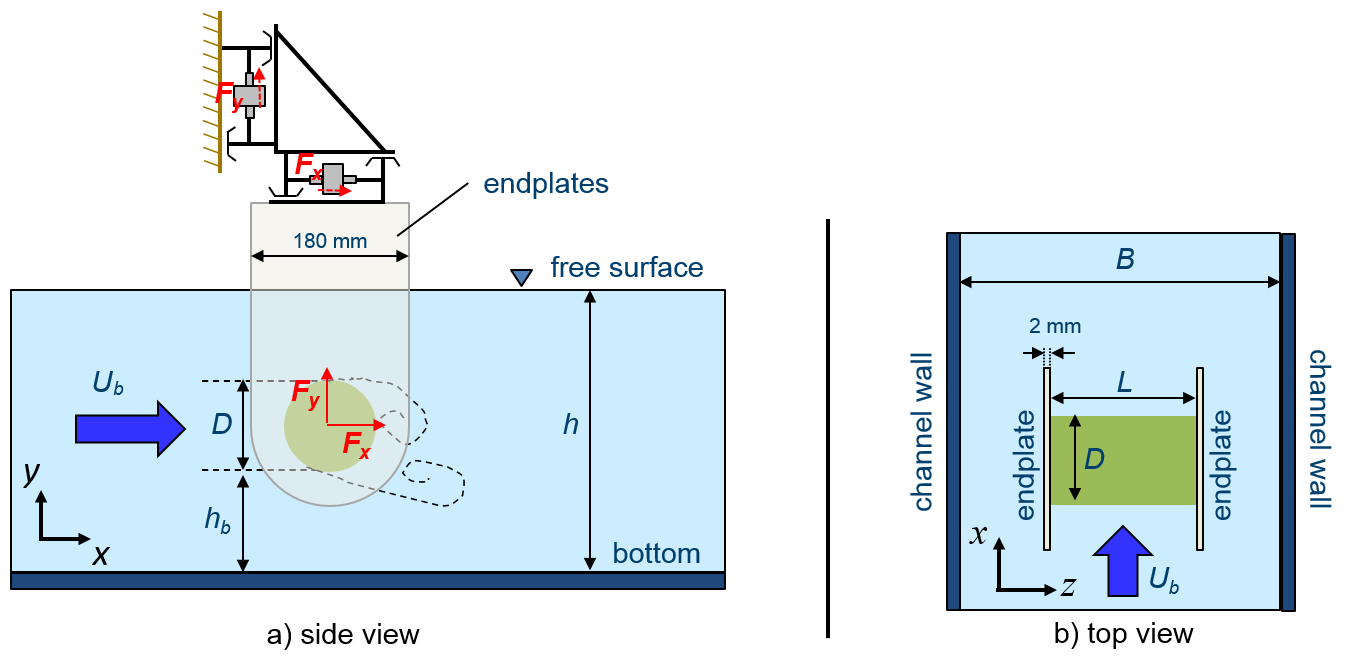 F_y
F_x
endplates
180 mm
free surface
U_b
D
F_y
F_x
h
h_b
y
x
bottom
a) side view
B
2 mm
L
D
channel wall
endplate
endplate
channel wall
x
z
U_b
b) top view